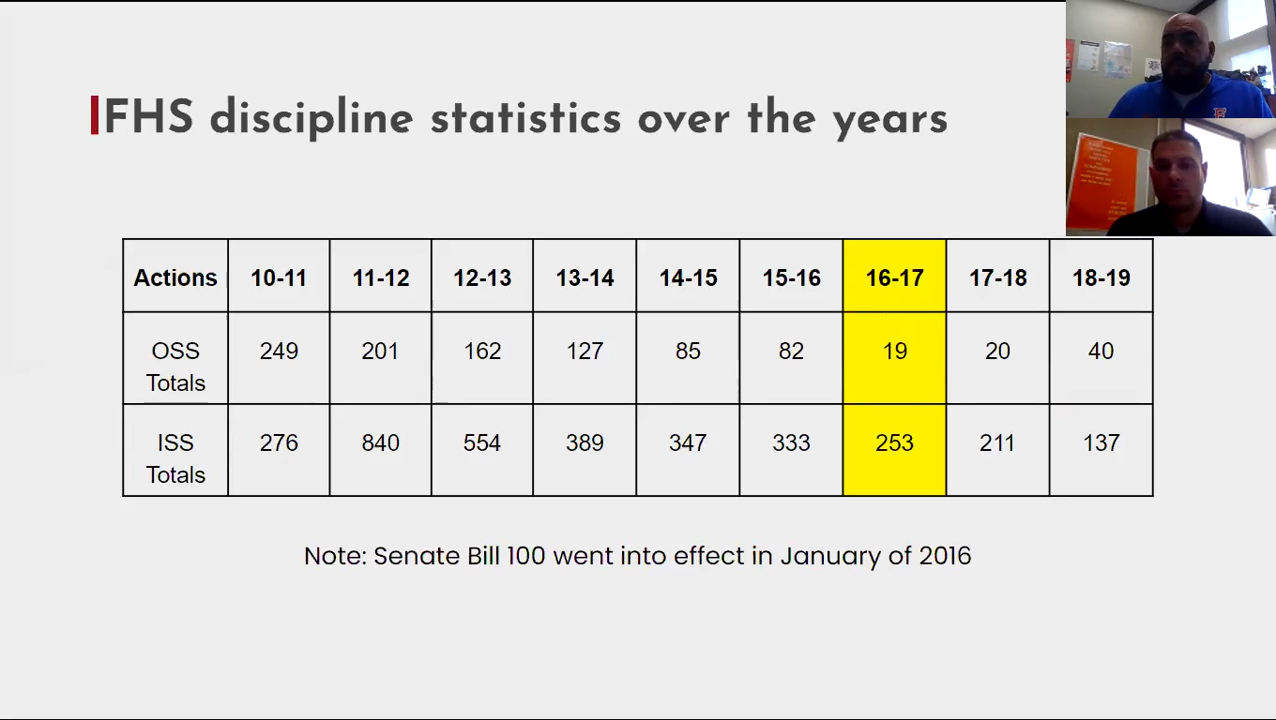 FHS discipline statistics over the years
Actions 10-11 11-12 12-13 13-14 14-15 15-16 16-17 17-18 18-19
OSS Totals 249 201 162 127 85 82 19 20 40
ISS Totals 276 840 554 389 347 333 253 211 137
Note: Senate Bill 100 went into effect in January of 2016